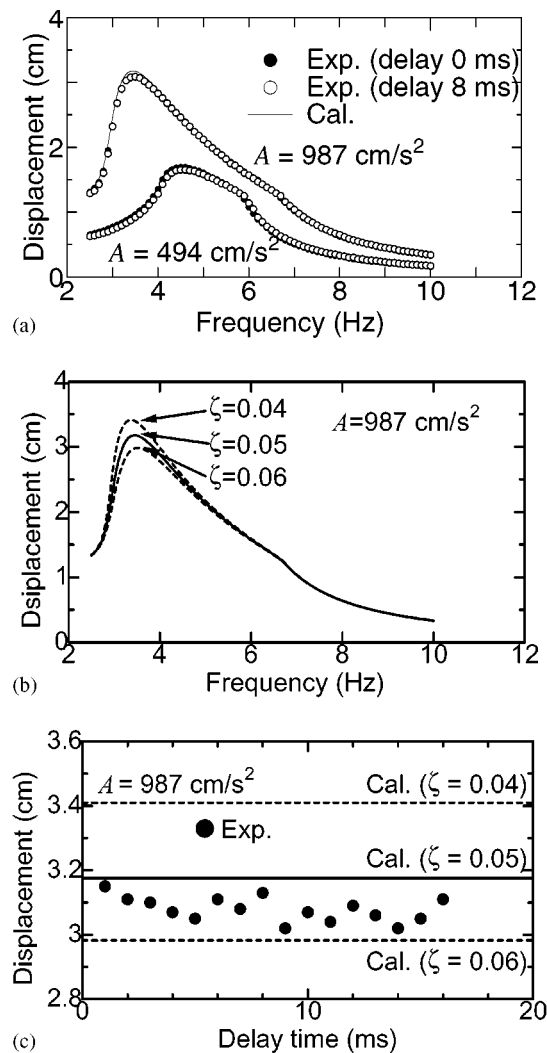 4
3
2
1
0
Displacement (cm)
Exp. (delay 0 ms)
Exp. (delay 8 ms)
Cal.
A = 987 cm/s²
A = 494 cm/s²
2 4 6 8 10 12
(a)
Frequency (Hz)
4
3
2
1
0
Dsiplacement (cm)
ζ=0.04
A=987 cm/s²
ζ=0.05
ζ=0.06
2 4 6 8 10 12
(b)
Frequency (Hz)
3.6
3.4
3.2
3
2.8
Displacement (cm)
A = 987 cm/s²
Cal. (ζ = 0.04)
Exp.
Cal. (ζ = 0.05)
Cal. (ζ = 0.06)
0 10 20
(c)
Delay time (ms)